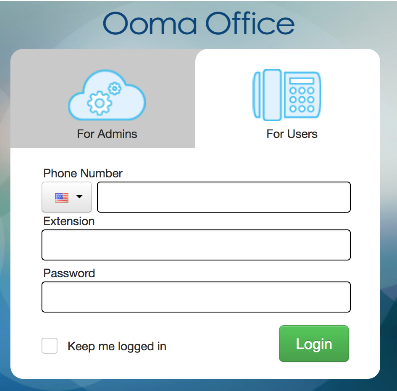 Ooma Office
For Admins
For Users
Phone Number
Extension
Password
Keep me logged in
Login